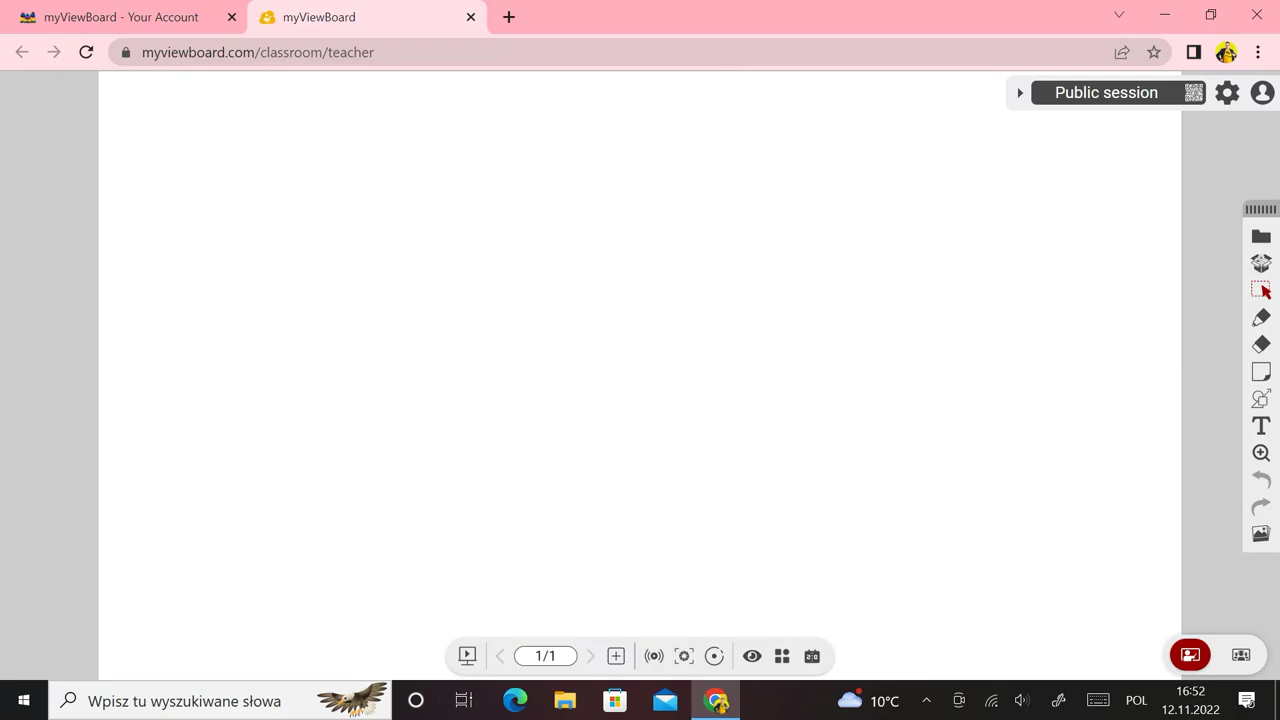 myViewBoard - Your Account
myViewBoard
myviewboard.com/classroom/teacher
Public session
T
1/1
Wpisz tu wyszukiwane słowa
10°C
POL
16:52
12.11.2022